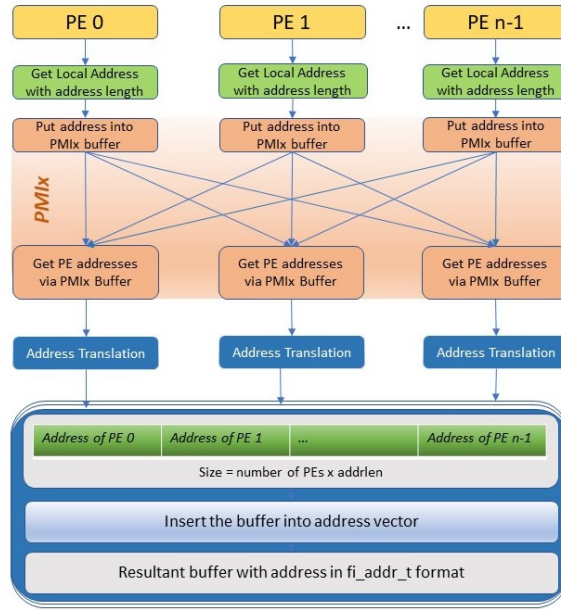 PE 0
PE 1
...
PE n-1
Get Local Address
with address length
Get Local Address
with address length
Get Local Address
with address length
Put address into
PMIx buffer
Put address into
PMIx buffer
Put address into
PMIx buffer
PMIx
Get PE addresses
via PMIx Buffer
Get PE addresses
via PMIx Buffer
Get PE addresses
via PMIx Buffer
Address Translation
Address Translation
Address Translation
Address of PE 0
Address of PE 1
...
Address of PE n-1
Size = number of PEs x addrlen
Insert the buffer into address vector
Resultant buffer with address in fi_addr_t format